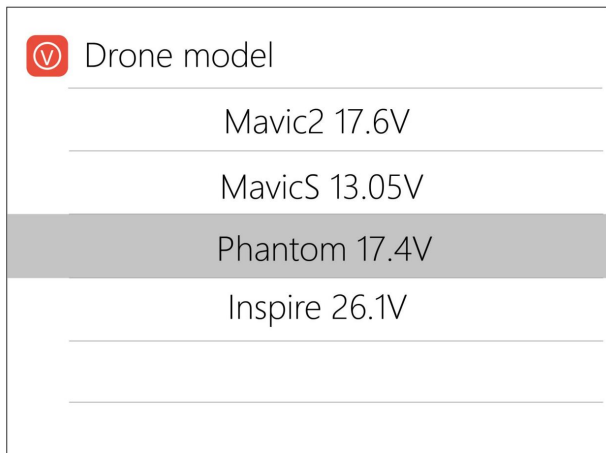 V Drone model
Mavic2 17.6V
MavicS 13.05V
Phantom 17.4V
Inspire 26.1V